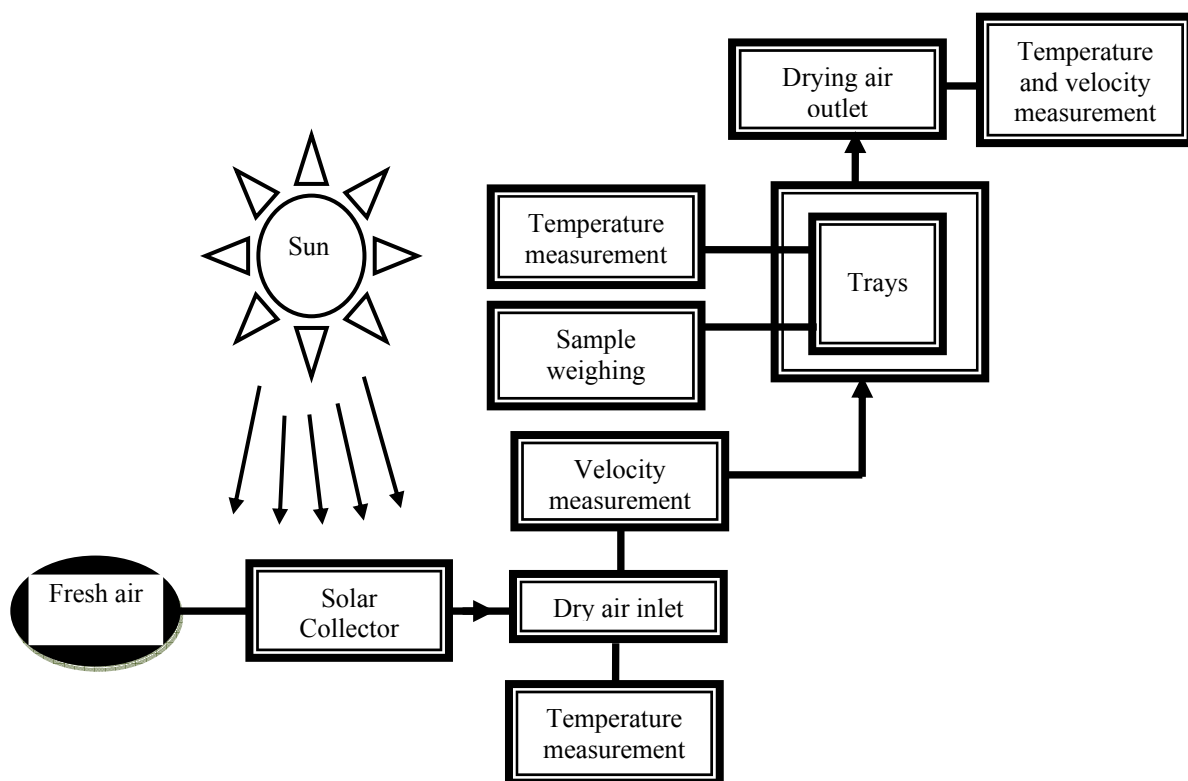 Drying air
outlet
Temperature
and velocity
measurement
Sun
Temperature
measurement
Trays
Sample
weighing
Velocity
measurement
Fresh air
Solar
Collector
Dry air inlet
Temperature
measurement